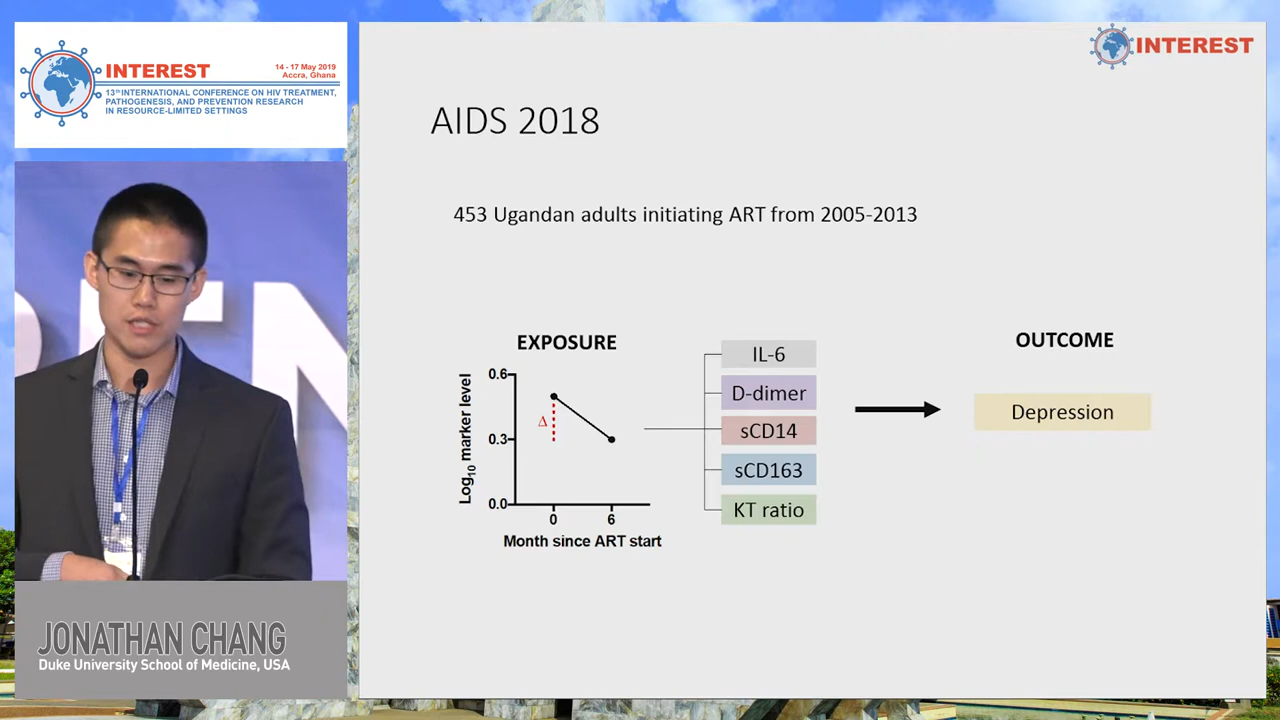 INTEREST
14 - 17 May 2019
Accra, Ghana
13th INTERNATIONAL CONFERENCE ON HIV TREATMENT,
PATHOGENESIS, AND PREVENTION RESEARCH
IN RESOURCE-LIMITED SETTINGS
JONATHAN CHANG
Duke University School of Medicine, USA
INTEREST
AIDS 2018
453 Ugandan adults initiating ART from 2005-2013
EXPOSURE
Log10 marker level
0.6
0.3
0.0
Δ
0
6
Month since ART start
IL-6
D-dimer
sCD14
sCD163
KT ratio
OUTCOME
Depression